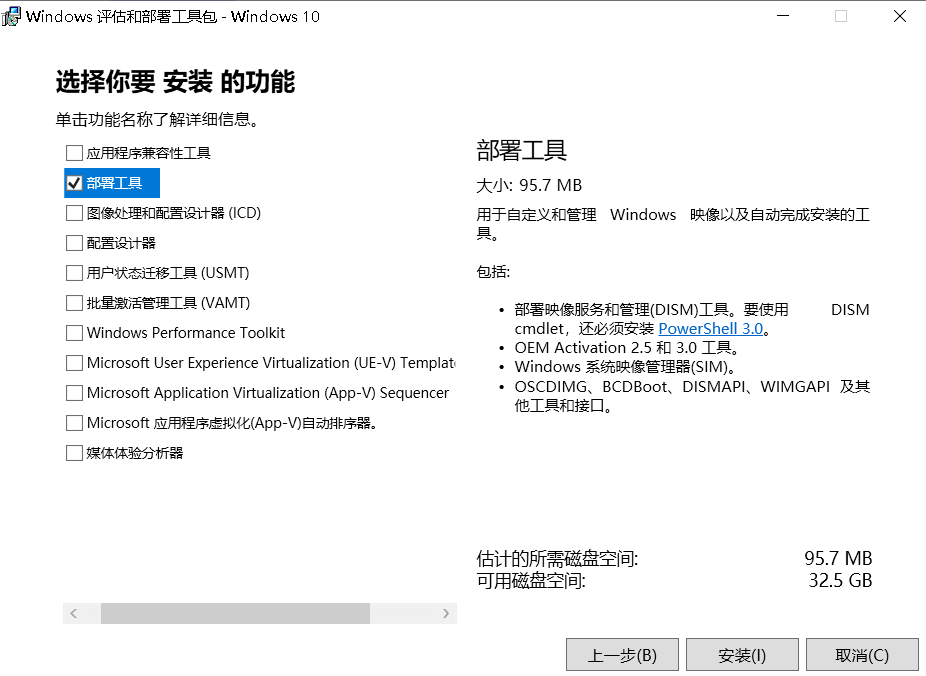 Windows 评估和部署工具包 - Windows 10
选择你要 安装 的功能
单击功能名称了解详细信息。
应用程序兼容性工具
部署工具
图像处理和配置设计器 (ICD)
配置设计器
用户状态迁移工具 (USMT)
批量激活管理工具 (VAMT)
Windows Performance Toolkit
Microsoft User Experience Virtualization (UE-V) Template
Microsoft Application Virtualization (App-V) Sequencer
Microsoft 应用程序虚拟化(App-V)自动排序器。
媒体体验分析器
部署工具
大小: 95.7 MB
用于自定义和管理 Windows 映像以及自动完成安装的工
具。
包括:
• 部署映像服务和管理(DISM)工具。要使用 DISM
cmdlet，还必须安装 PowerShell 3.0。
• OEM Activation 2.5 和 3.0 工具。
• Windows 系统映像管理器(SIM)。
• OSCDIMG、BCDBoot、DISMAPI、WIMGAPI 及其
他工具和接口。
估计的所需磁盘空间: 95.7 MB
可用磁盘空间: 32.5 GB
上一步(B) 安装(I) 取消(C)